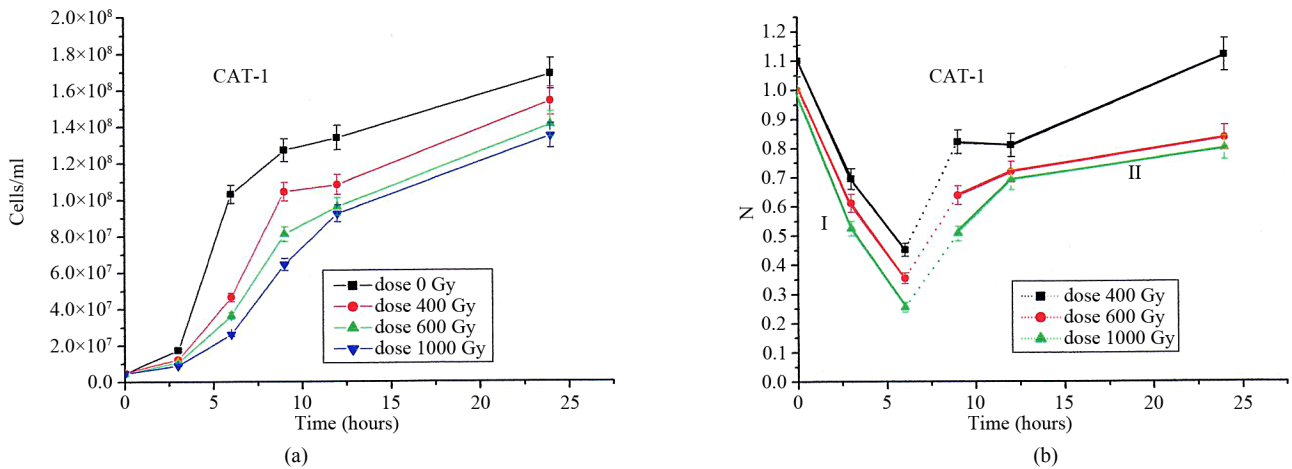 2.0×10⁸
1.8×10⁸
1.6×10⁸
1.4×10⁸
1.2×10⁸
1.0×10⁸
8.0×10⁷
6.0×10⁷
4.0×10⁷
2.0×10⁷
0.0
Cells/ml
CAT-1
dose 0 Gy
dose 400 Gy
dose 600 Gy
dose 1000 Gy
0 5 10 15 20 25
Time (hours)
(a)
1.2
1.1
1.0
0.9
0.8
0.7
0.6
0.5
0.4
0.3
0.2
0.1
0.0
N
CAT-1
I
II
dose 400 Gy
dose 600 Gy
dose 1000 Gy
0 5 10 15 20 25
Time (hours)
(b)